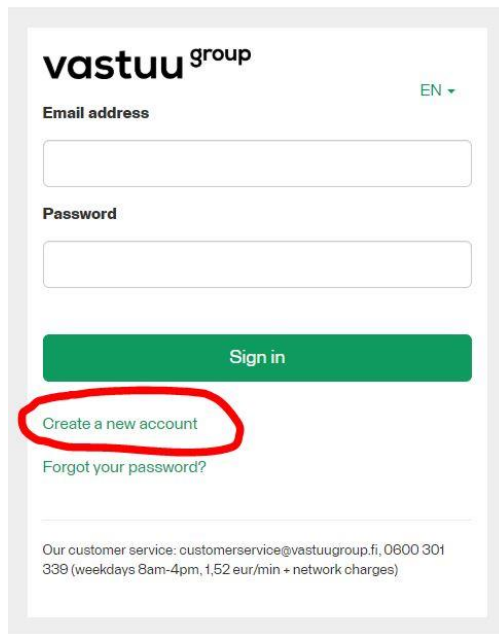 vastuu group
EN
Email address
Password
Sign in
Create a new account
Forgot your password?
Our customer service: customerservice@vastuugroup.fi, 0600 301
339 (weekdays 8am-4pm, 1,52 eur/min + network charges)